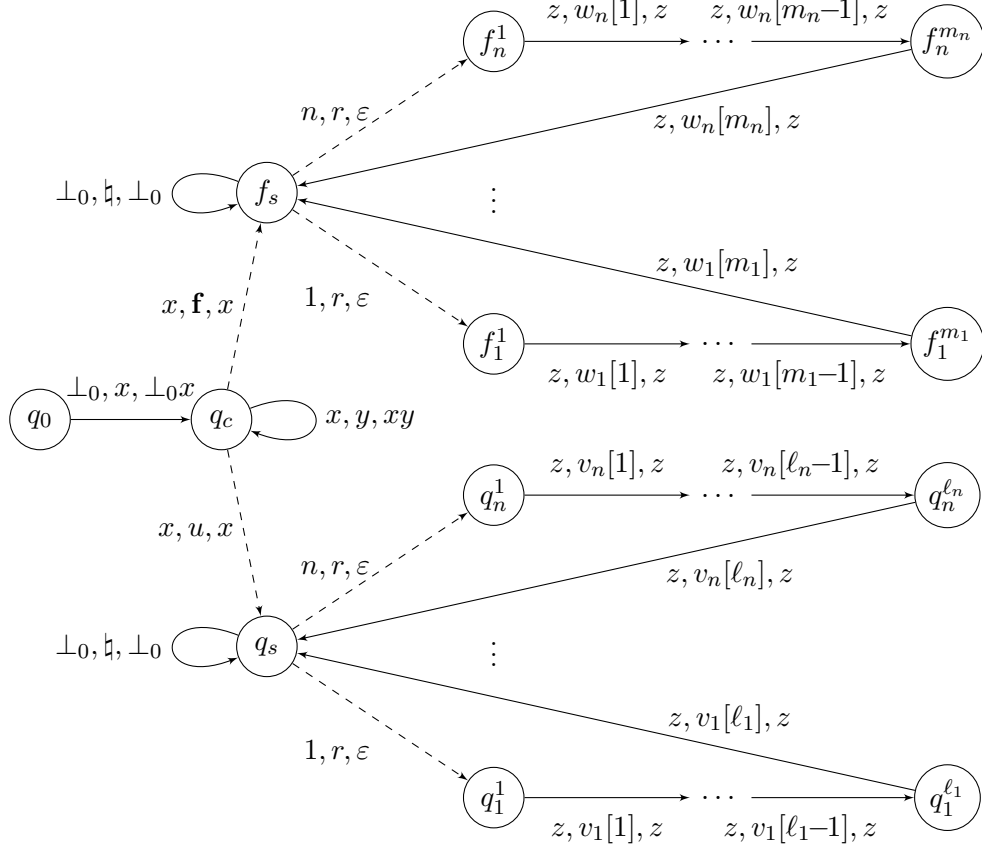 z, w_n[1], z
z, w_n[m_n−1], z
f_n^1
⋯
f_n^{m_n}
n, r, ε
z, w_n[m_n], z
⊥_0, ♮, ⊥_0
f_s
⋮
z, w_1[m_1], z
x, **f**, x
1, r, ε
f_1^1
⋯
f_1^{m_1}
z, w_1[1], z
z, w_1[m_1−1], z
⊥_0, x, ⊥_0x
q_0
q_c
x, y, xy
z, v_n[1], z
z, v_n[ℓ_n−1], z
q_n^1
⋯
q_n^{ℓ_n}
x, u, x
n, r, ε
z, v_n[ℓ_n], z
⊥_0, ♮, ⊥_0
q_s
⋮
z, v_1[ℓ_1], z
1, r, ε
q_1^1
⋯
q_1^{ℓ_1}
z, v_1[1], z
z, v_1[ℓ_1−1], z